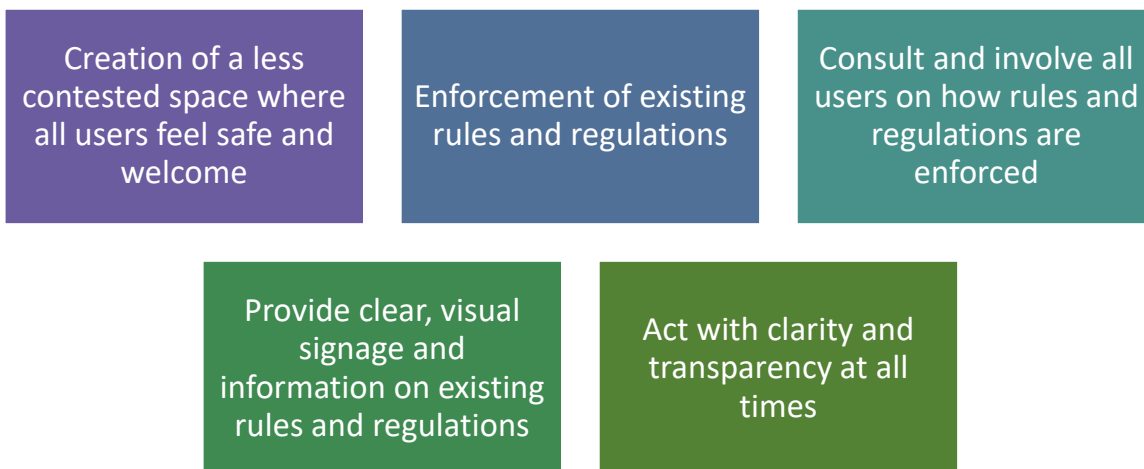 Creation of a less
contested space where
all users feel safe and
welcome
Enforcement of existing
rules and regulations
Consult and involve all
users on how rules and
regulations are
enforced
Provide clear, visual
signage and
information on existing
rules and regulations
Act with clarity and
transparency at all
times